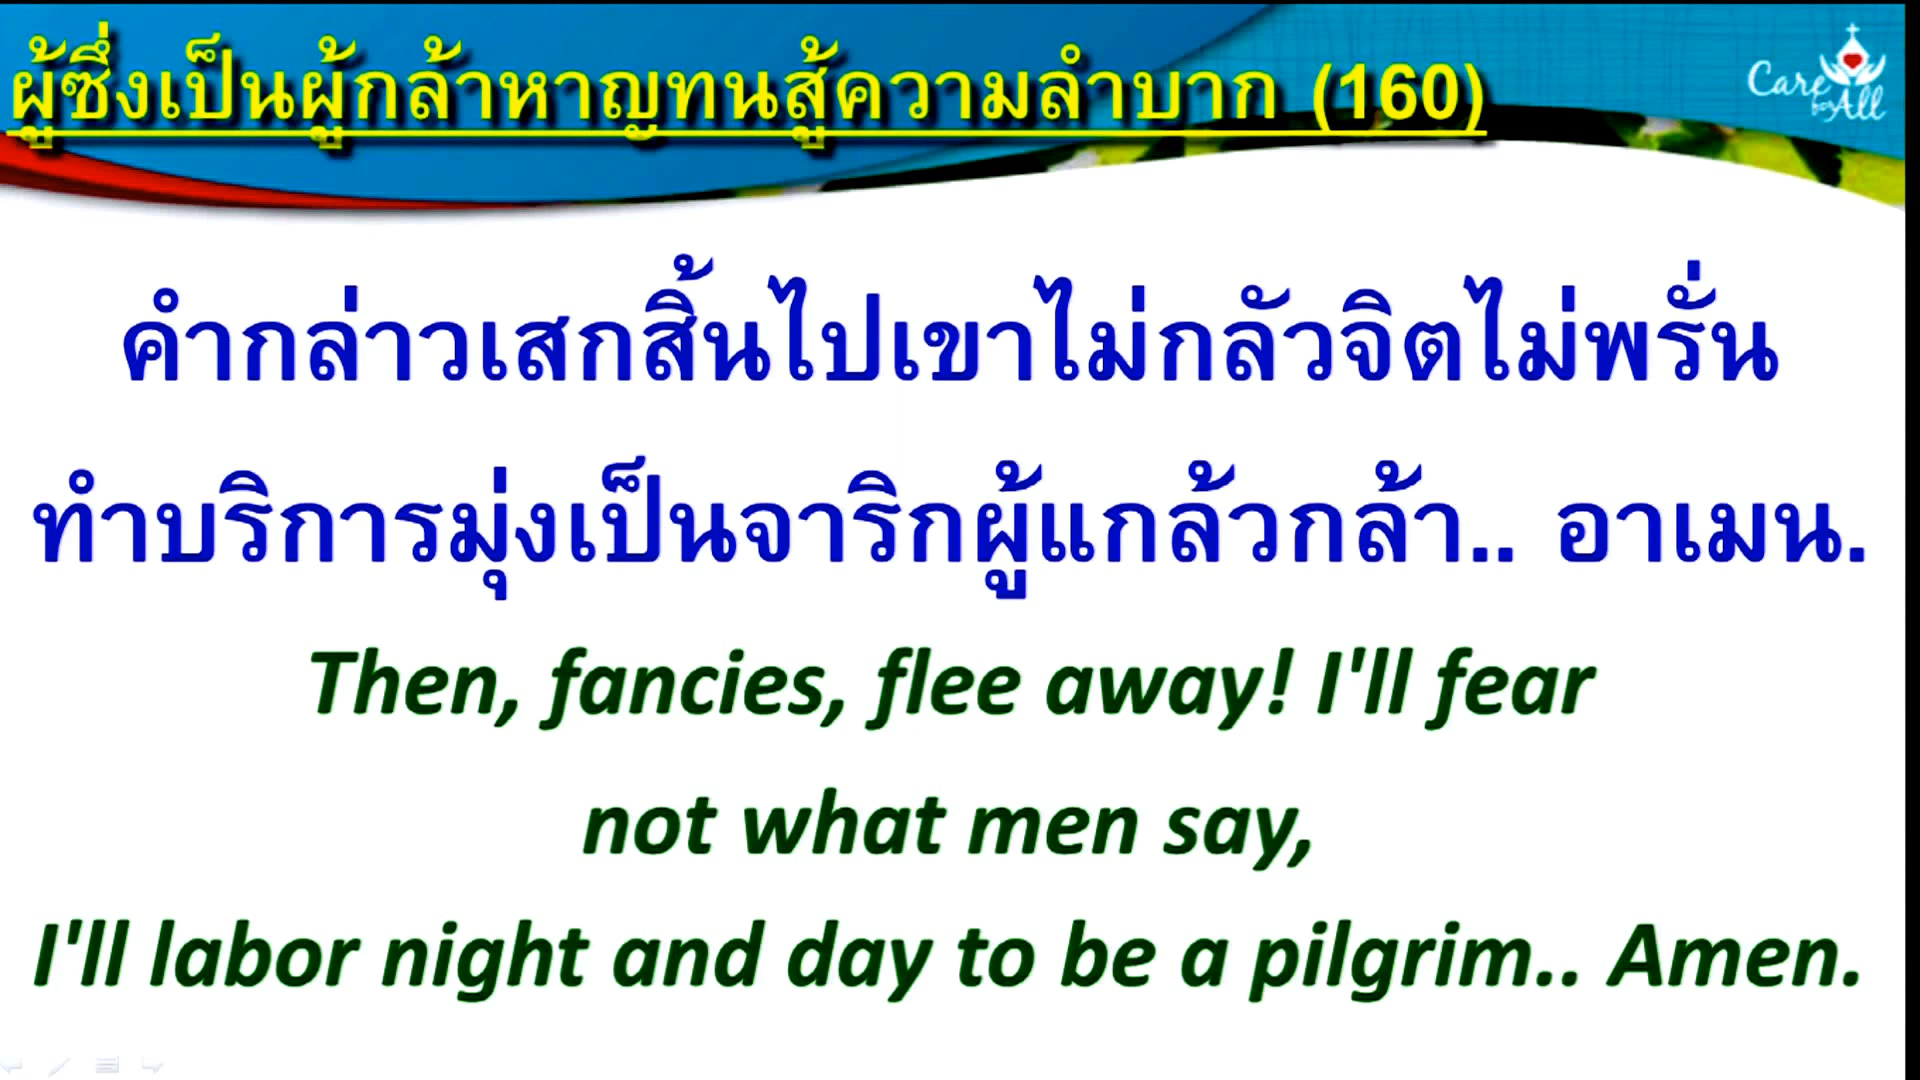 ผู้ซึ่งเป็นผู้กล้าหาญทนสู้ความลำบาก (160)
Care
for All
คำกล่าวเสกสิ้นไปเขาไม่กลัวจิตไม่พรั่น
ทำบริการมุ่งเป็นจาริกผู้แกล้วกล้า.. อาเมน.
Then, fancies, flee away! I'll fear
not what men say,
I'll labor night and day to be a pilgrim.. Amen.